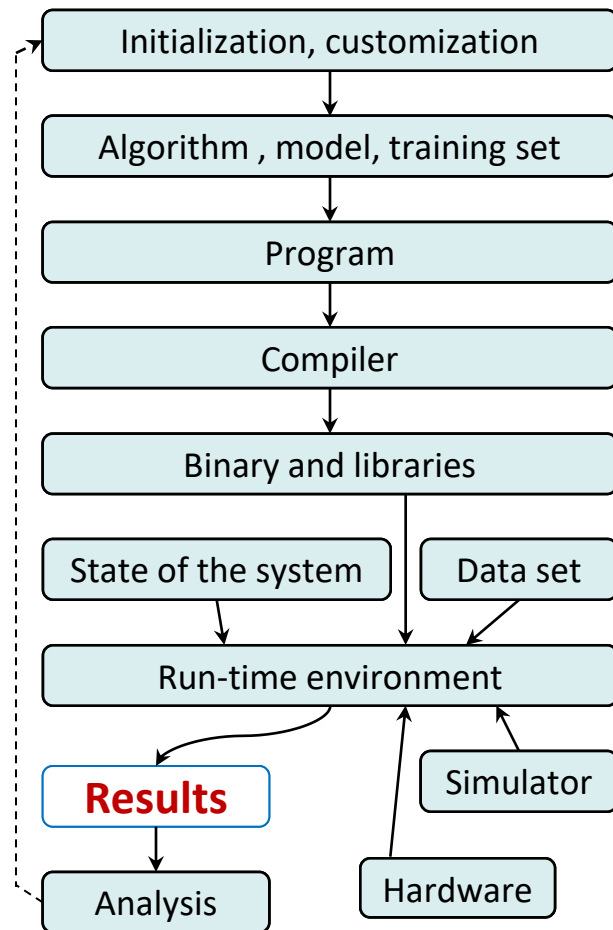 Initialization, customization
Algorithm , model, training set
Program
Compiler
Binary and libraries
State of the system
Data set
Run-time environment
Results
Simulator
Analysis
Hardware